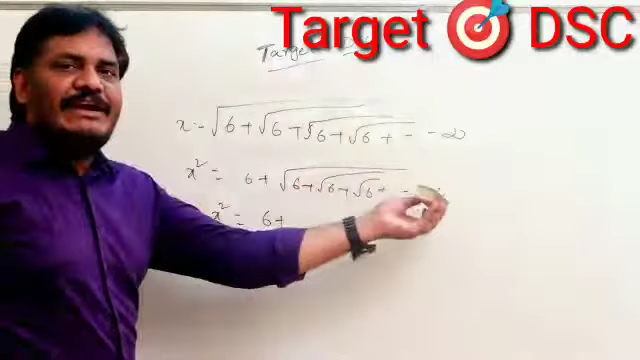 Target 🎯 DSC
Target
x = √6 + √6 + √6 + √6 + - - ∞
x² = 6 + √6 + √6 + √6 + -
x² = 6 +